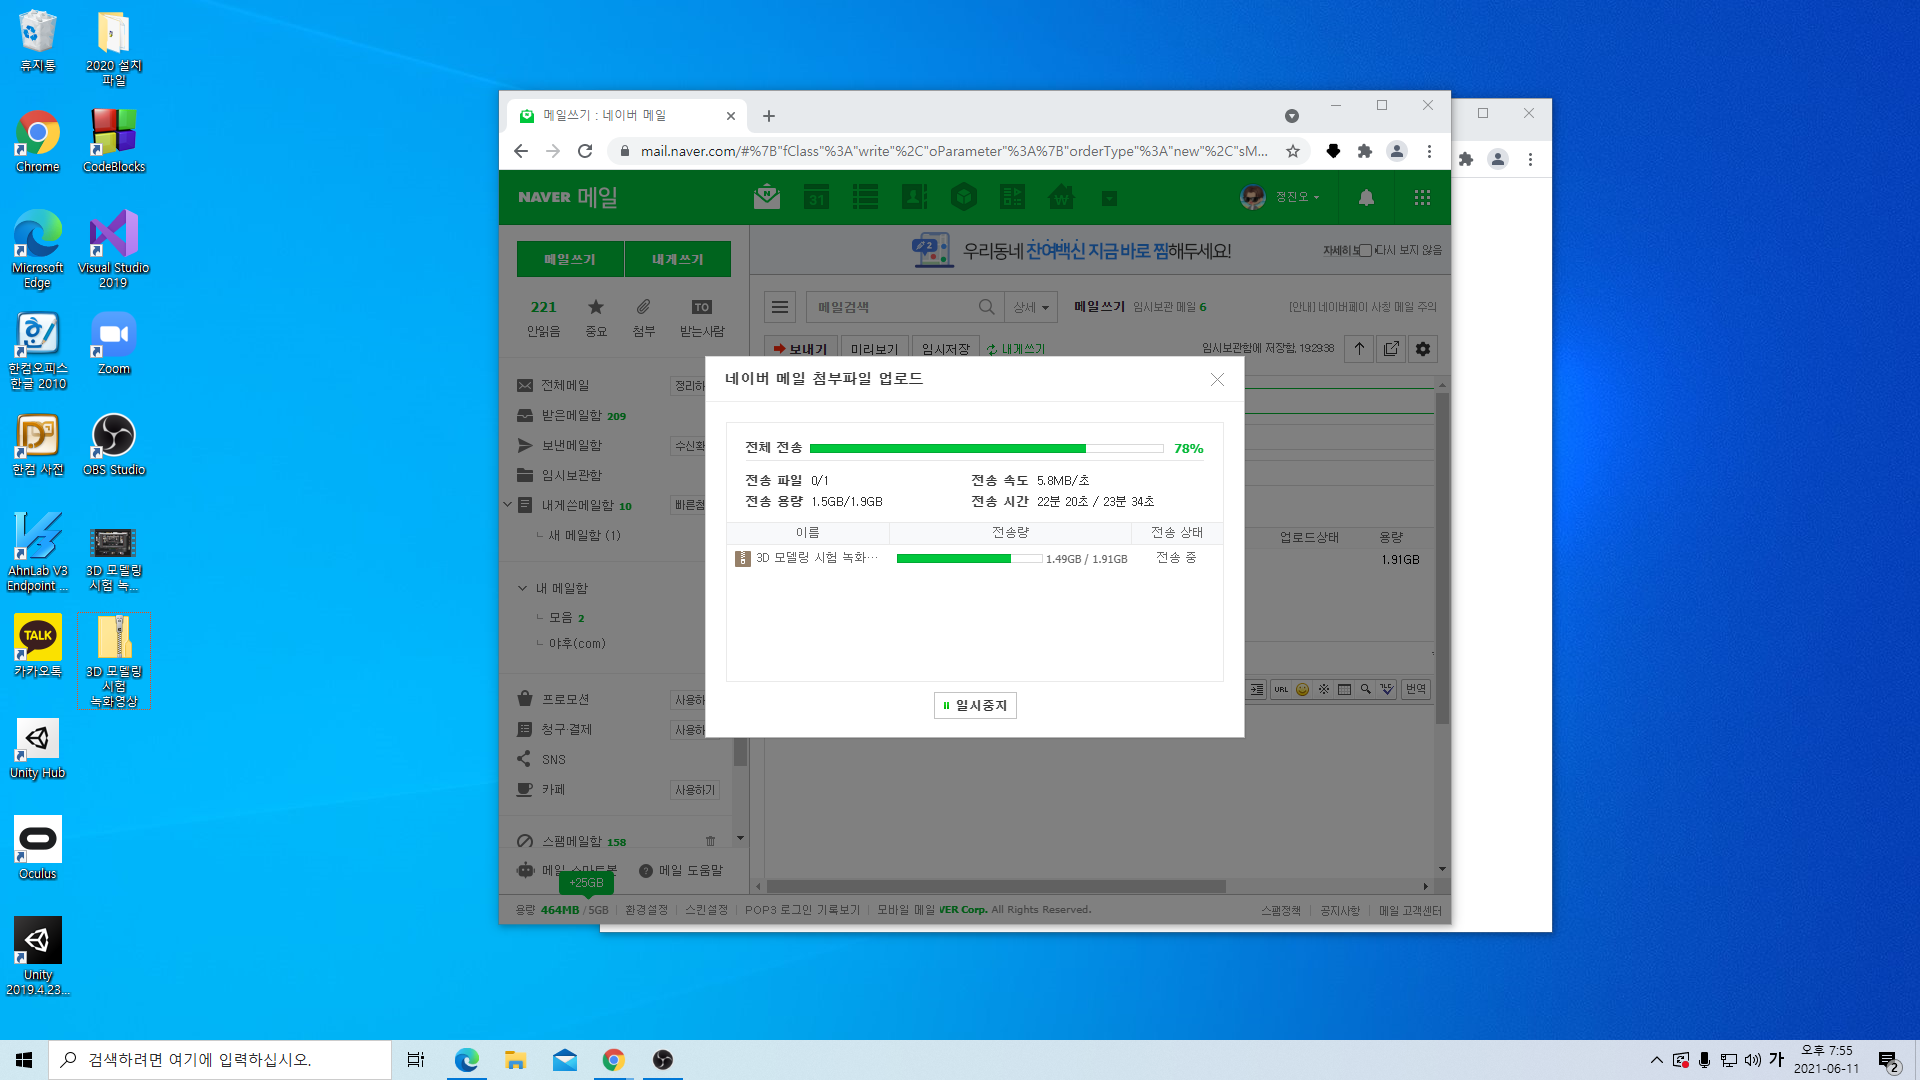 휴지통
2020 설치
파일
Chrome
CodeBlocks
Microsoft
Edge
Visual Studio
2019
한컴오피스
한글 2010
Zoom
한컴 사전
OBS Studio
AhnLab V3
Endpoint ...
3D 모델링
시험 녹...
TALK
카카오톡
3D 모델링
시험
녹화영상
Unity Hub
Oculus
Unity
2019.4.23...
메일쓰기 : 네이버 메일
mail.naver.com/#%7B"fClass"%3A"write"%2C"oParameter"%3A%7B"orderType"%3A"new"%2C"sM...
NAVER 메일
31
정진오
우리동네 잔여백신 지금 바로 찜해두세요!
자세히보
다시 보지 않음
메일쓰기
내게쓰기
221
안읽음
중요
첨부
TO
받는사람
메일검색
상세
메일쓰기 임시보관 메일 6
[안내] 네이버페이 사칭 메일 주의
보내기
미리보기
임시저장
내게쓰기
임시보관함에 저장함, 19:29:38
전체메일
정리하
받은메일함 209
보낸메일함
수신확
임시보관함
내게쓴메일함 10
빠른첨
새 메일함 (1)
내 메일함
모음 2
야후(com)
프로모션
사용하
청구·결제
사용하
SNS
카페
사용하기
스팸메일함 158
메일 스마트봇
메일 도움말
+25GB
용량 464MB / 5GB
환경설정
스킨설정
POP3 로그인 기록보기
모바일 메일
VER Corp. All Rights Reserved.
스팸정책
공지사항
메일 고객센터
네이버 메일 첨부파일 업로드
전체 전송
78%
전송 파일 0/1
전송 속도 5.8MB/초
전송 용량 1.5GB/1.9GB
전송 시간 22분 20초 / 23분 34초
이름
전송량
전송 상태
3D 모델링 시험 녹화…
1.49GB / 1.91GB
전송 중
일시중지
업로드상태
용량
1.91GB
URL
번역
검색하려면 여기에 입력하십시오.
가
오후 7:55
2021-06-11
2